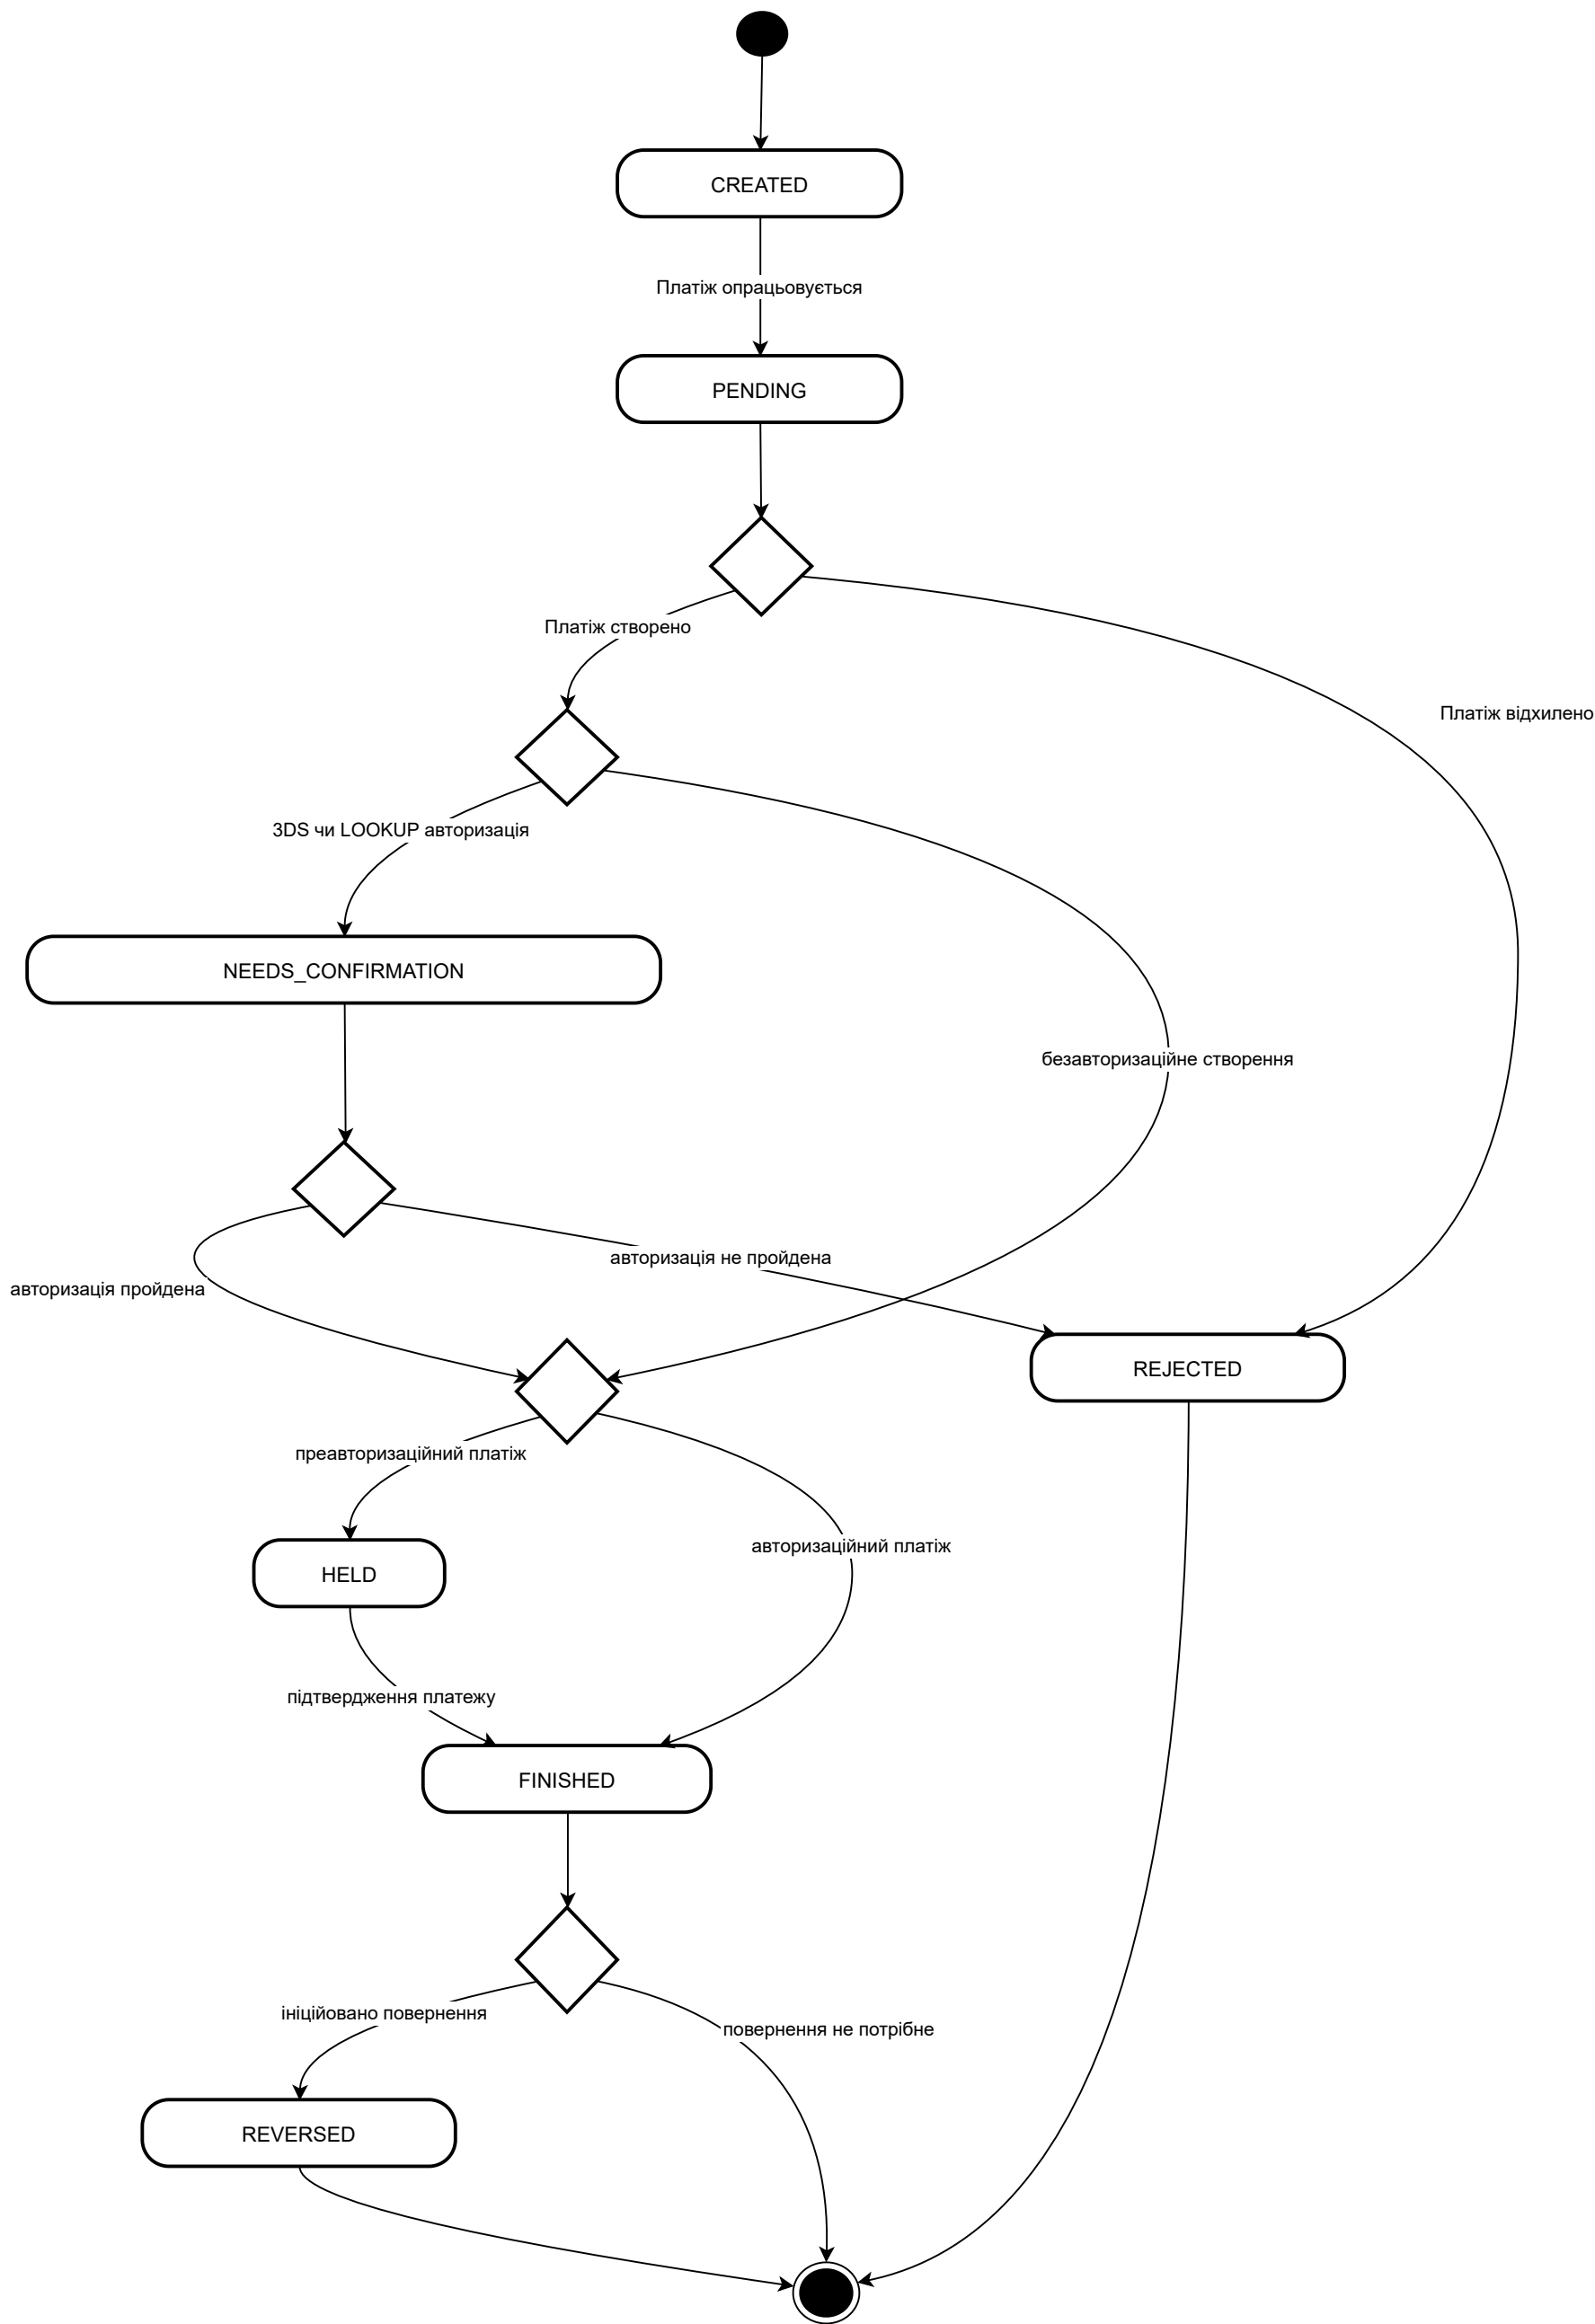 CREATED
Платіж опрацьовується
PENDING
Платіж створено
Платіж відхилено
3DS чи LOOKUP авторизація
NEEDS_CONFIRMATION
безавторизаційне створення
авторизація не пройдена
авторизація пройдена
REJECTED
преавторизаційний платіж
авторизаційний платіж
HELD
підтвердження платежу
FINISHED
ініційовано повернення
повернення не потрібне
REVERSED